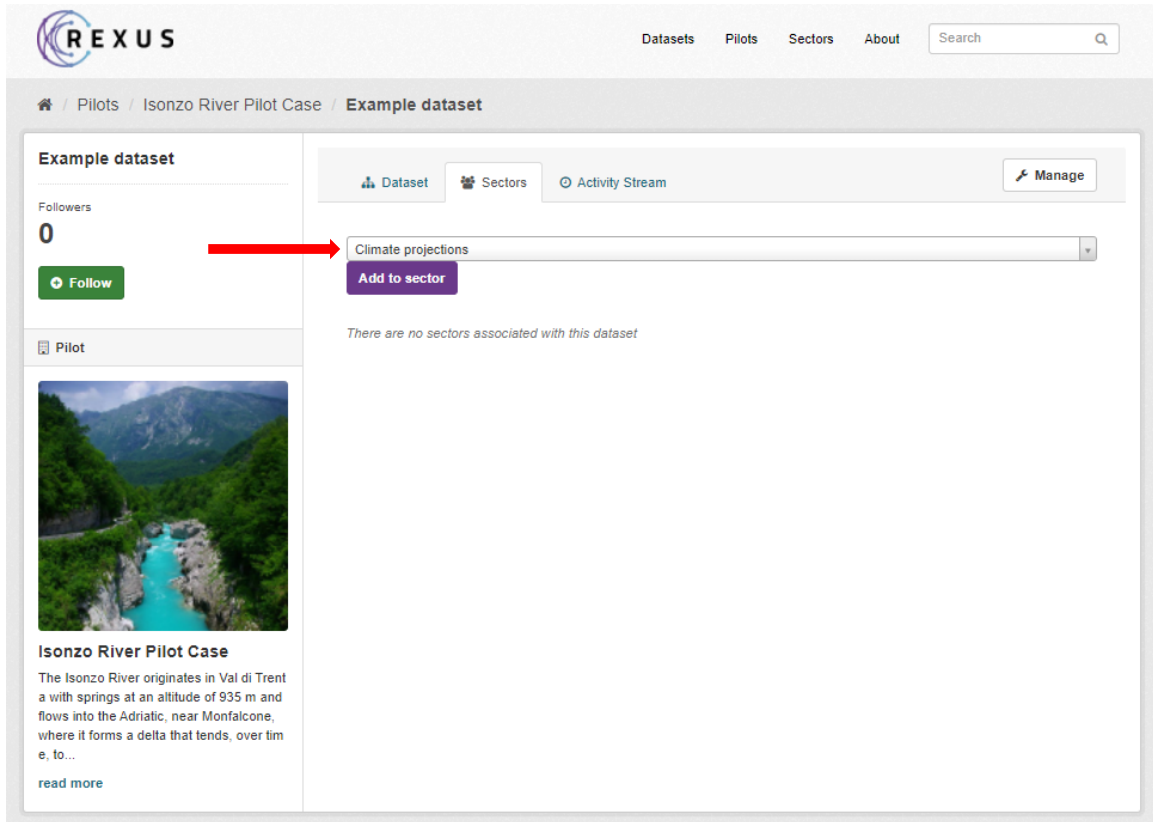 REXUS
Datasets Pilots Sectors About Search
/ Pilots / Isonzo River Pilot Case / Example dataset
Example dataset
Followers
0
Follow
Pilot
Isonzo River Pilot Case
The Isonzo River originates in Val di Trent
a with springs at an altitude of 935 m and
flows into the Adriatic, near Monfalcone,
where it forms a delta that tends, over tim
e, to...
read more
Dataset Sectors Activity Stream Manage
Climate projections
Add to sector
There are no sectors associated with this dataset